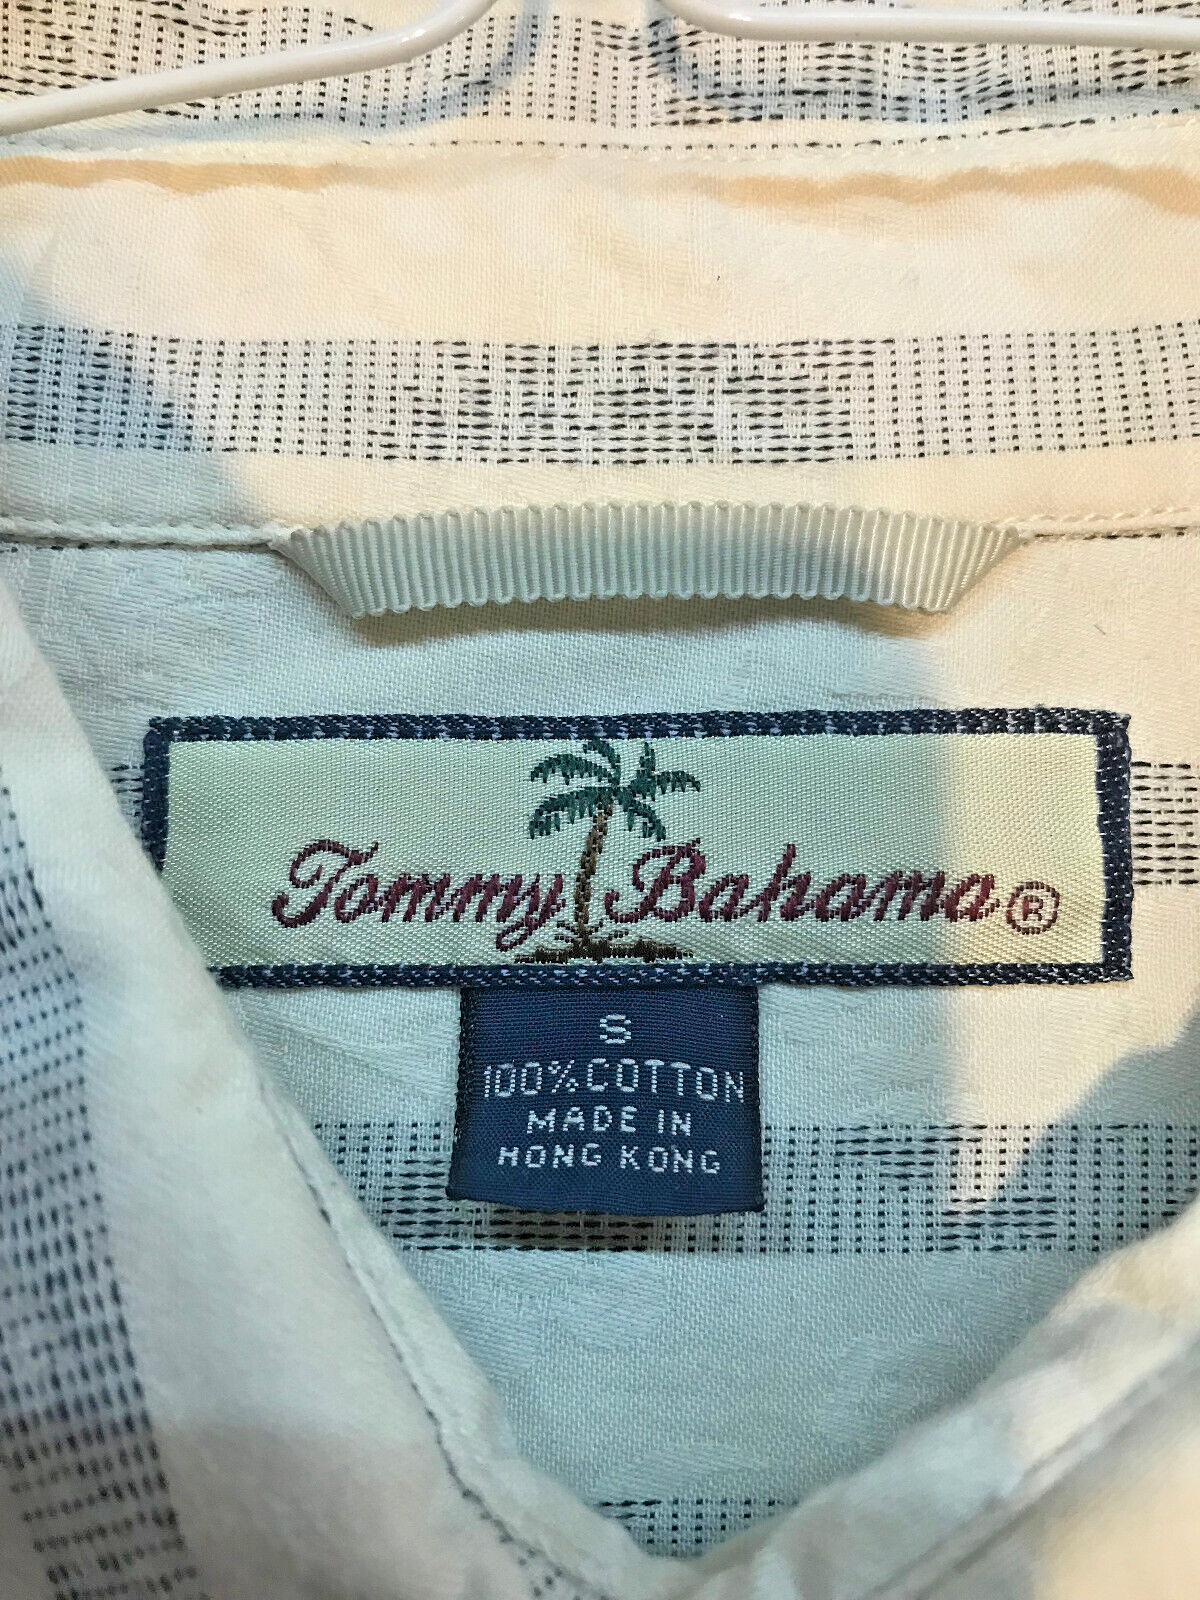 Tommy Bahama®
S
100% COTTON
MADE IN
HONG KONG